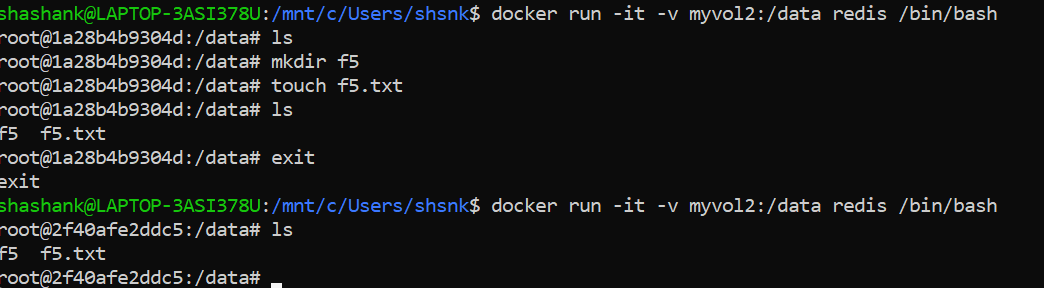 shashank@LAPTOP-3ASI378U:/mnt/c/Users/shsnk$ docker run -it -v myvol2:/data redis /bin/bash
root@1a28b4b9304d:/data# ls
root@1a28b4b9304d:/data# mkdir f5
root@1a28b4b9304d:/data# touch f5.txt
root@1a28b4b9304d:/data# ls
f5  f5.txt
root@1a28b4b9304d:/data# exit
exit
shashank@LAPTOP-3ASI378U:/mnt/c/Users/shsnk$ docker run -it -v myvol2:/data redis /bin/bash
root@2f40afe2ddc5:/data# ls
f5  f5.txt
root@2f40afe2ddc5:/data#